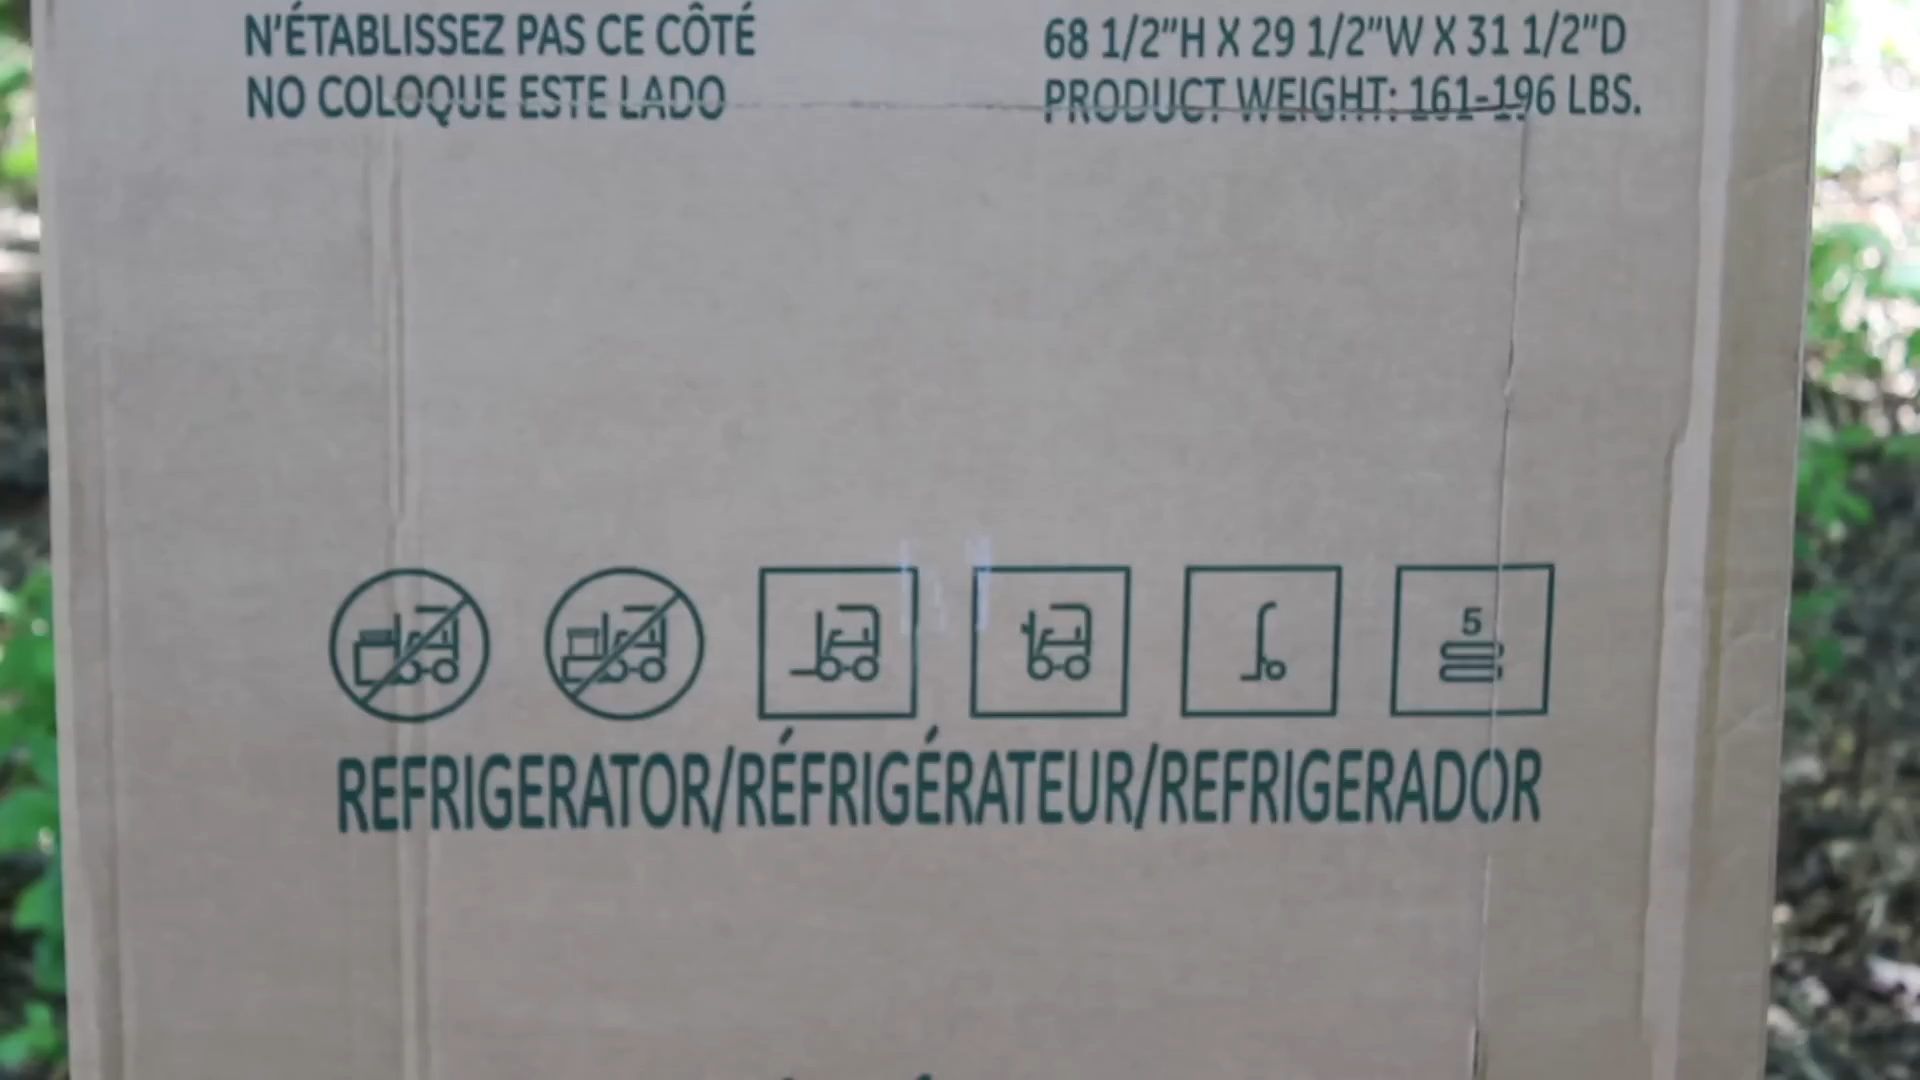 N'ÉTABLISSEZ PAS CE CÔTÉ
NO COLOQUE ESTE LADO
68 1/2"H X 29 1/2"W X 31 1/2"D
PRODUCT WEIGHT: 161-196 LBS.
5
REFRIGERATOR/RÉFRIGÉRATEUR/REFRIGERADOR